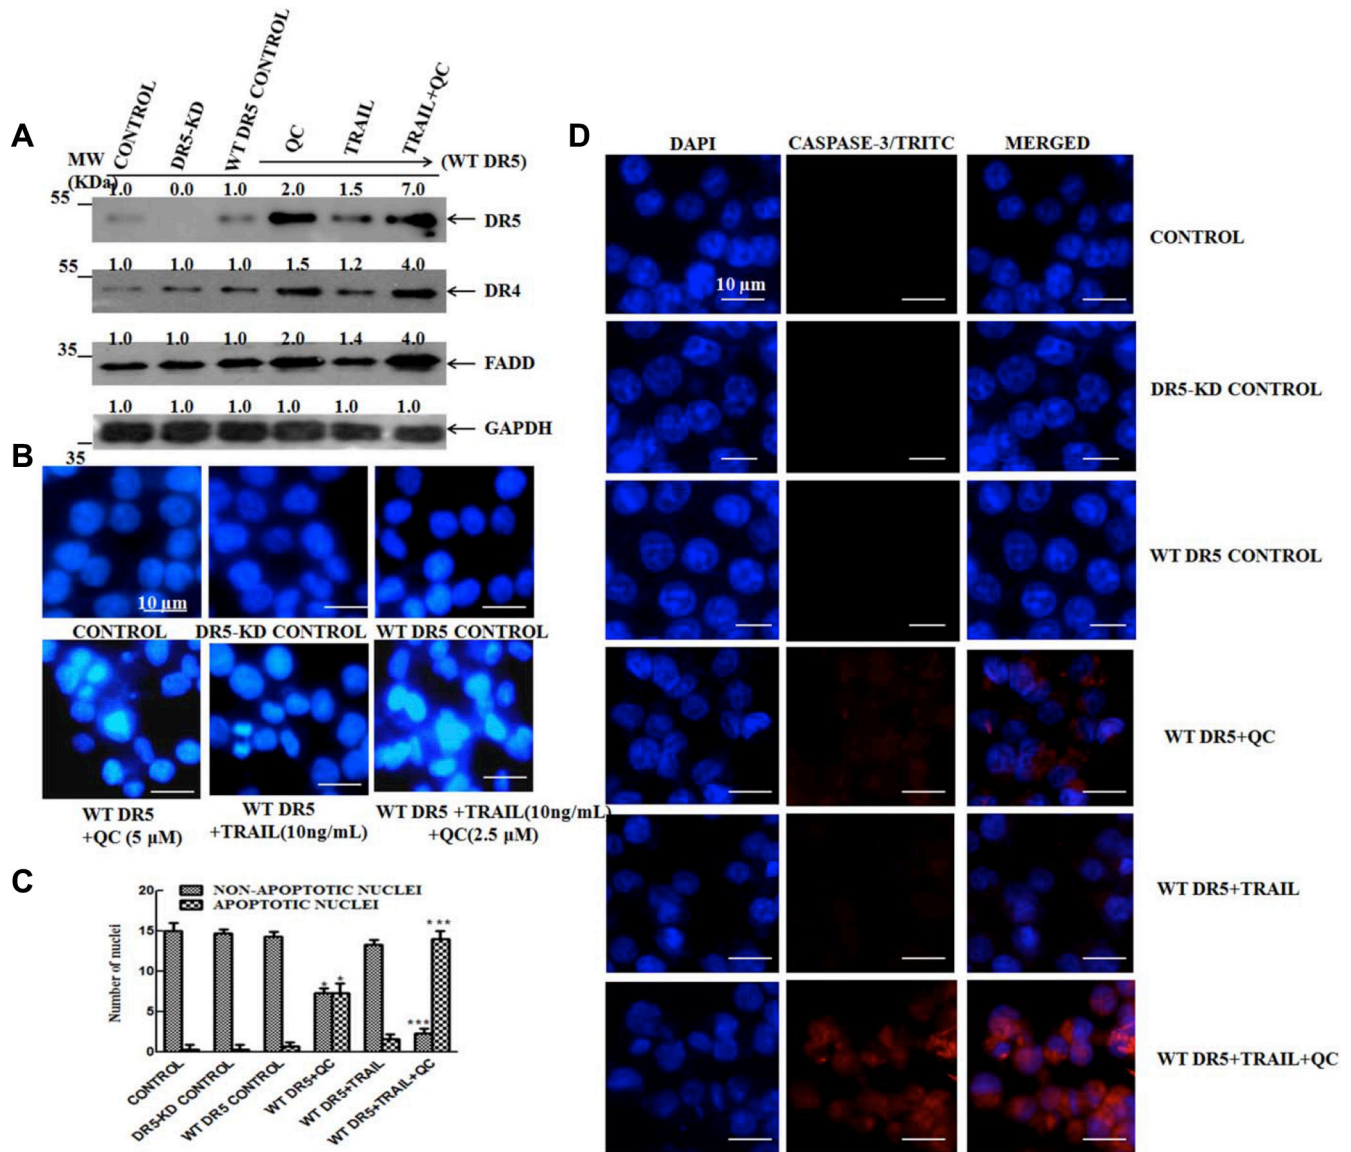 A
CONTROL
DR5-KD
WT DR5 CONTROL
QC
TRAIL
TRAIL+QC
MW
(KDa)
(WT DR5)
1.0 0.0 1.0 2.0 1.5 7.0
55
DR5
1.0 1.0 1.0 1.5 1.2 4.0
55
DR4
1.0 1.0 1.0 2.0 1.4 4.0
35
FADD
1.0 1.0 1.0 1.0 1.0 1.0
GAPDH
35
B
10 µm
CONTROL DR5-KD CONTROL WT DR5 CONTROL
WT DR5
+QC (5 µM)
WT DR5
+TRAIL(10ng/mL)
WT DR5 +TRAIL(10ng/mL)
+QC(2.5 µM)
C
NON-APOPTOTIC NUCLEI
APOPTOTIC NUCLEI
Number of nuclei
20
15
10
5
0
* *
***
***
CONTROL
DR5-KD CONTROL
WT DR5 CONTROL
WT DR5+QC
WT DR5+TRAIL
WT DR5+TRAIL+QC
D
DAPI CASPASE-3/TRITC MERGED
10 µm
CONTROL
DR5-KD CONTROL
WT DR5 CONTROL
WT DR5+QC
WT DR5+TRAIL
WT DR5+TRAIL+QC